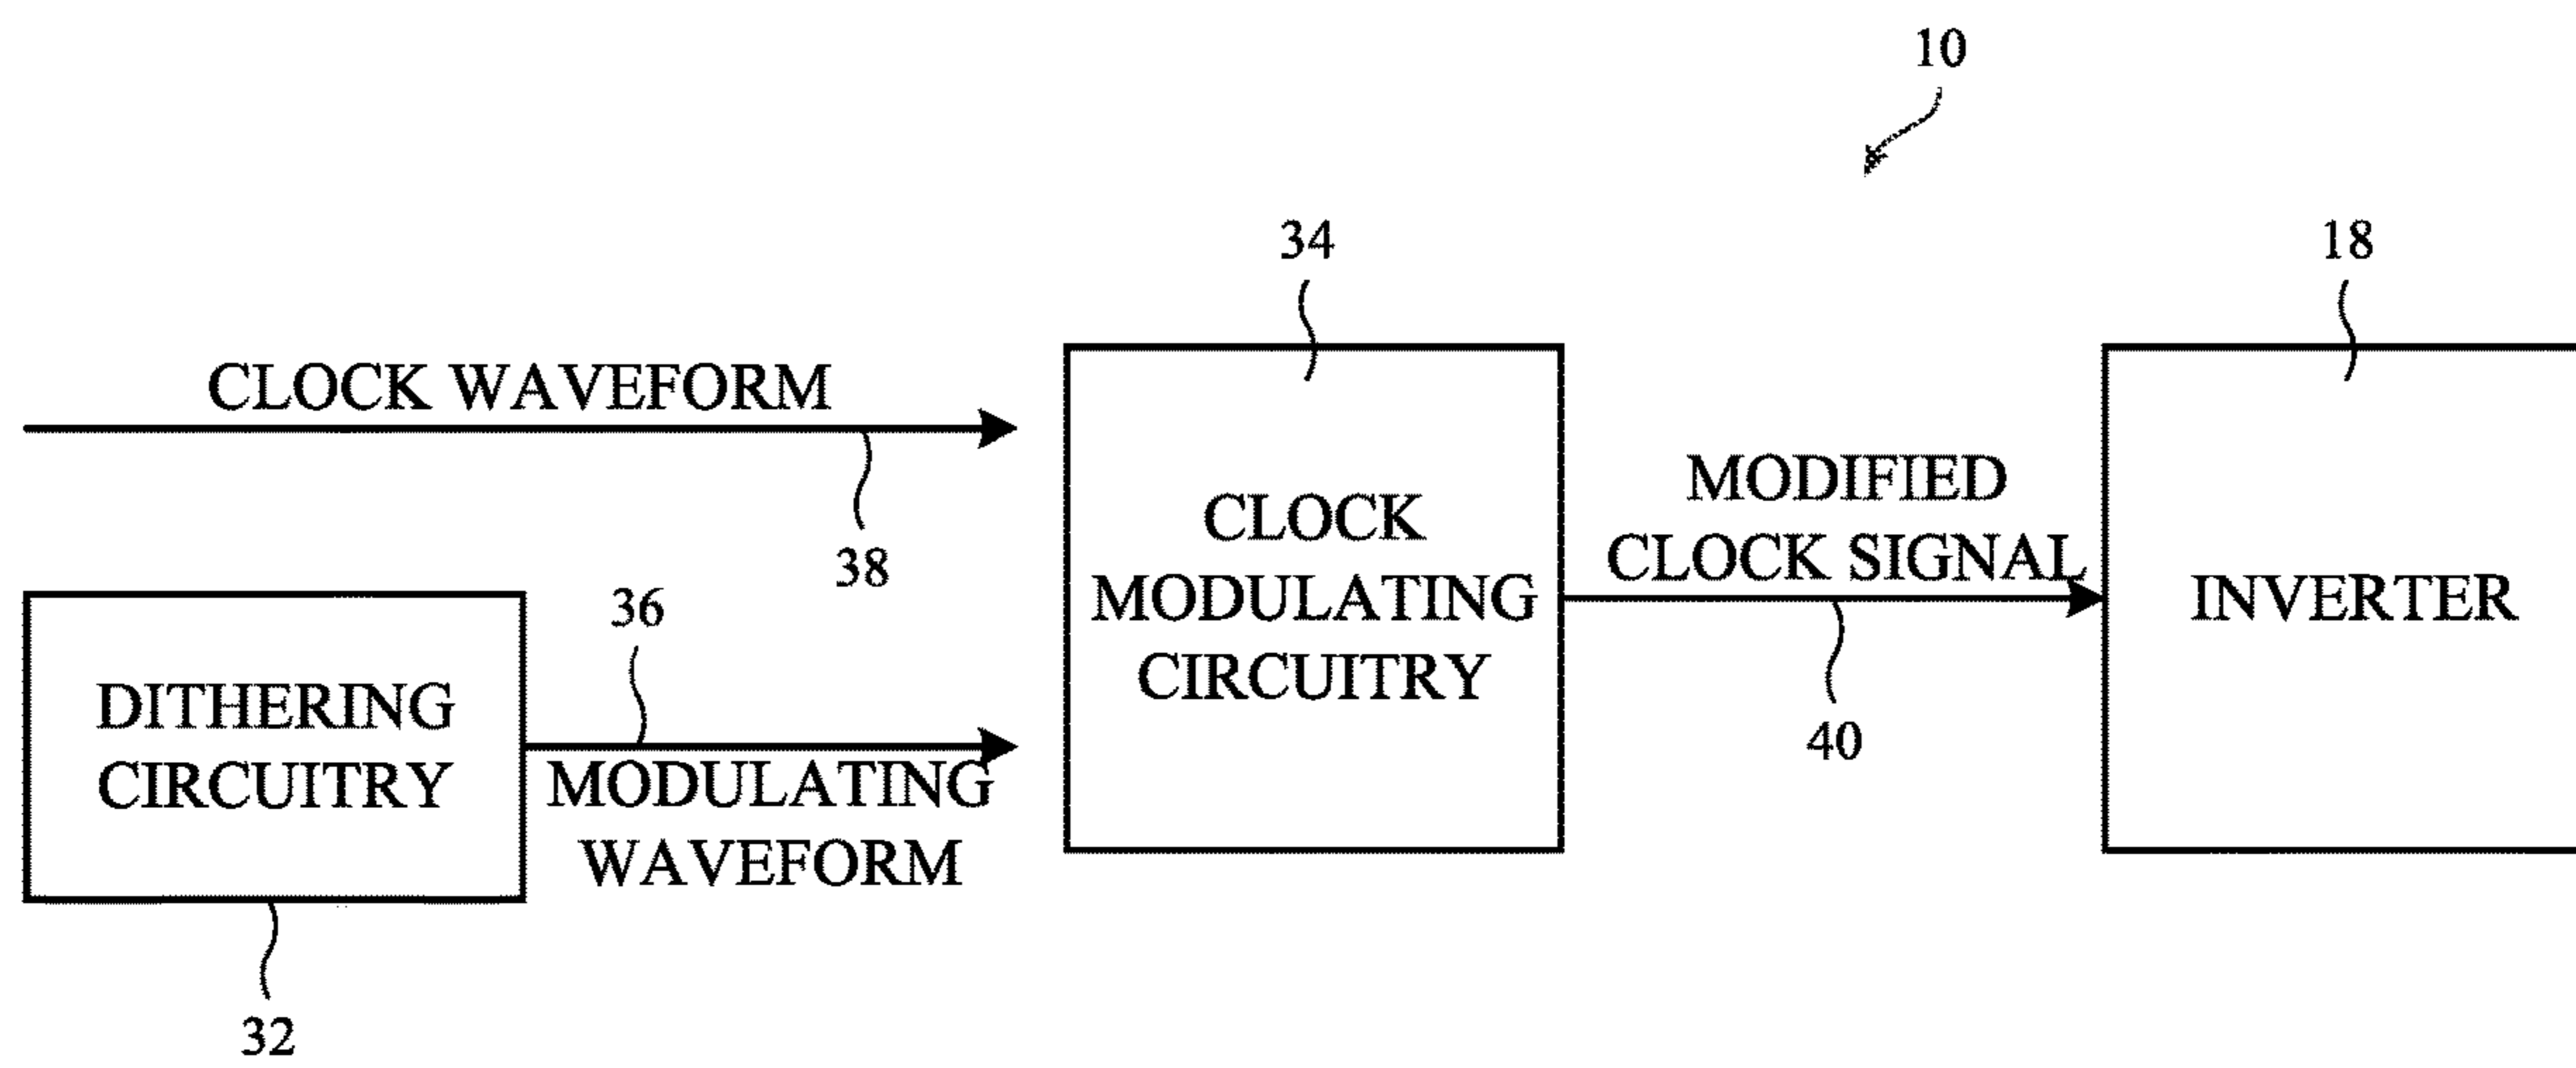 10
34
18
CLOCK WAVEFORM
38
36
DITHERING
CIRCUITRY
32
MODULATING
WAVEFORM
CLOCK
MODULATING
CIRCUITRY
MODIFIED
CLOCK SIGNAL
40
INVERTER